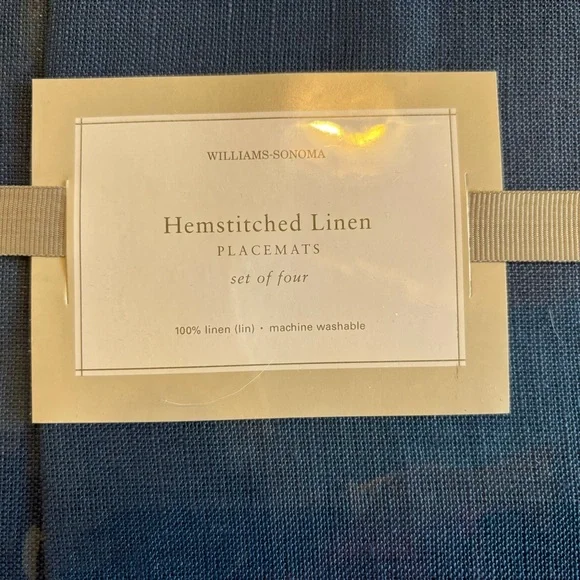 WILLIAMS-SONOMA
Hemstitched Linen
PLACEMATS
set of four
100% linen (lin) • machine washable